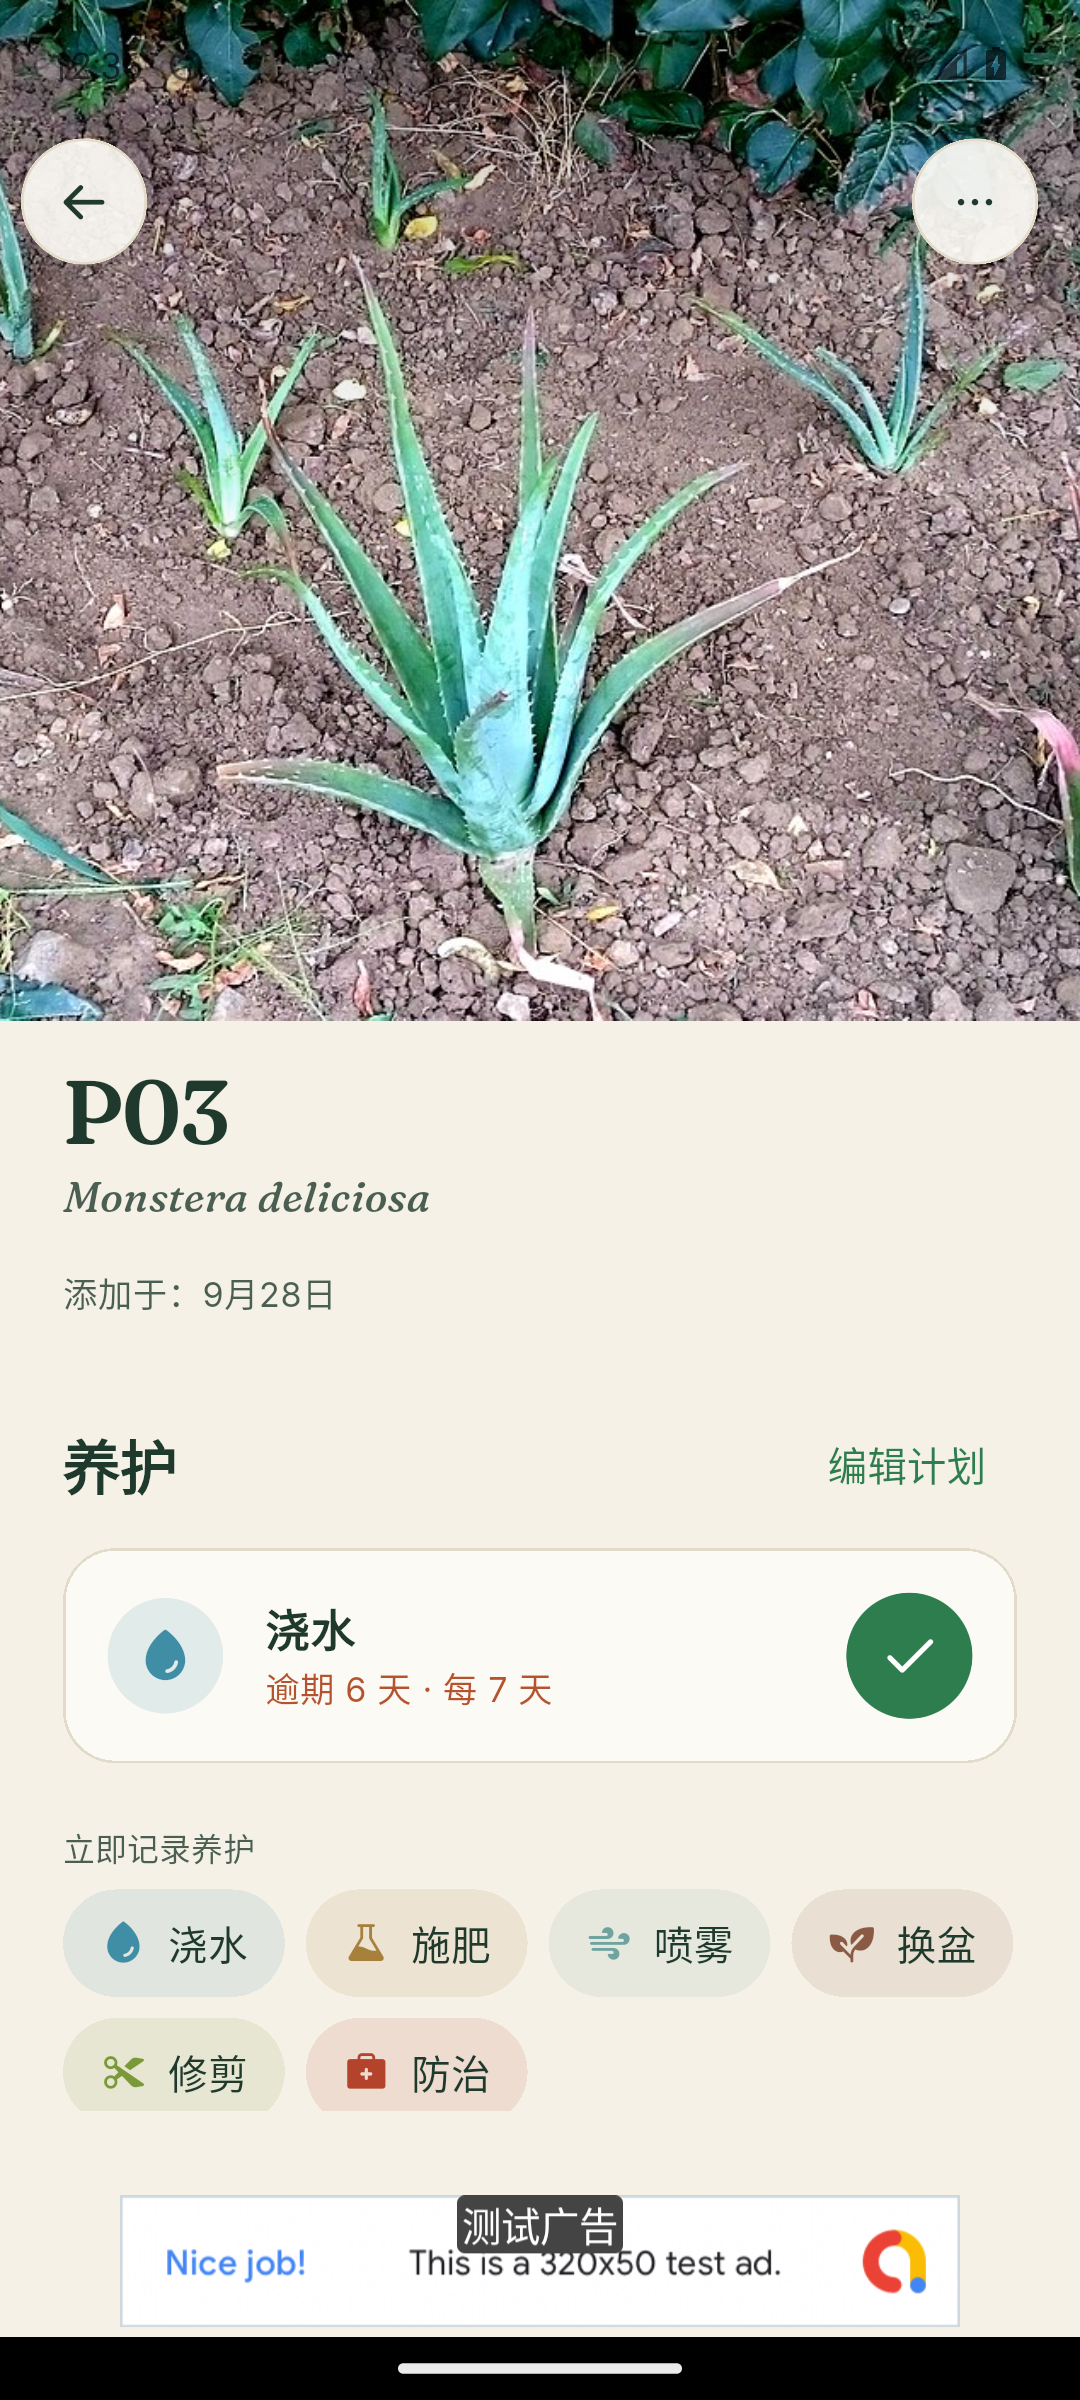 P03
Monstera deliciosa
添加于：9月28日
养护
编辑计划
浇水
逾期 6 天 · 每 7 天
立即记录养护
浇水
施肥
喷雾
换盆
修剪
防治
测试广告
Nice job!
This is a 320x50 test ad.